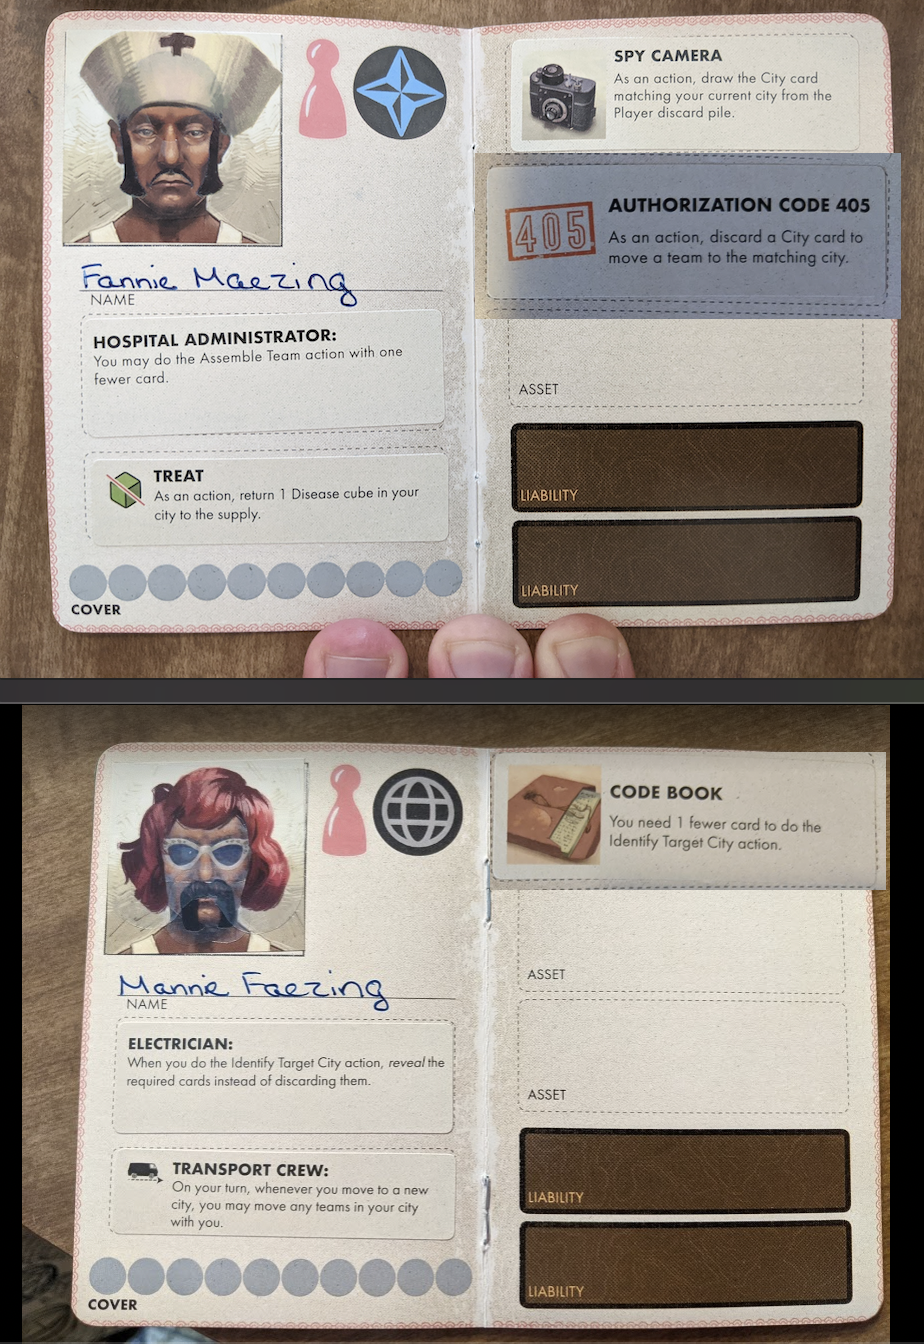 SPY CAMERA
As an action, draw the City card
matching your current city from the
Player discard pile.
405
AUTHORIZATION CODE 405
As an action, discard a City card to
move a team to the matching city.
Fannie Maezing
NAME
HOSPITAL ADMINISTRATOR:
You may do the Assemble Team action with one
fewer card.
ASSET
TREAT
As an action, return 1 Disease cube in your
city to the supply.
LIABILITY
LIABILITY
COVER
CODE BOOK
You need 1 fewer card to do the
Identify Target City action.
Mannie Faezing
NAME
ASSET
ELECTRICIAN:
When you do the Identify Target City action, reveal the
required cards instead of discarding them.
ASSET
TRANSPORT CREW:
On your turn, whenever you move to a new
city, you may move any teams in your city
with you.
LIABILITY
LIABILITY
COVER